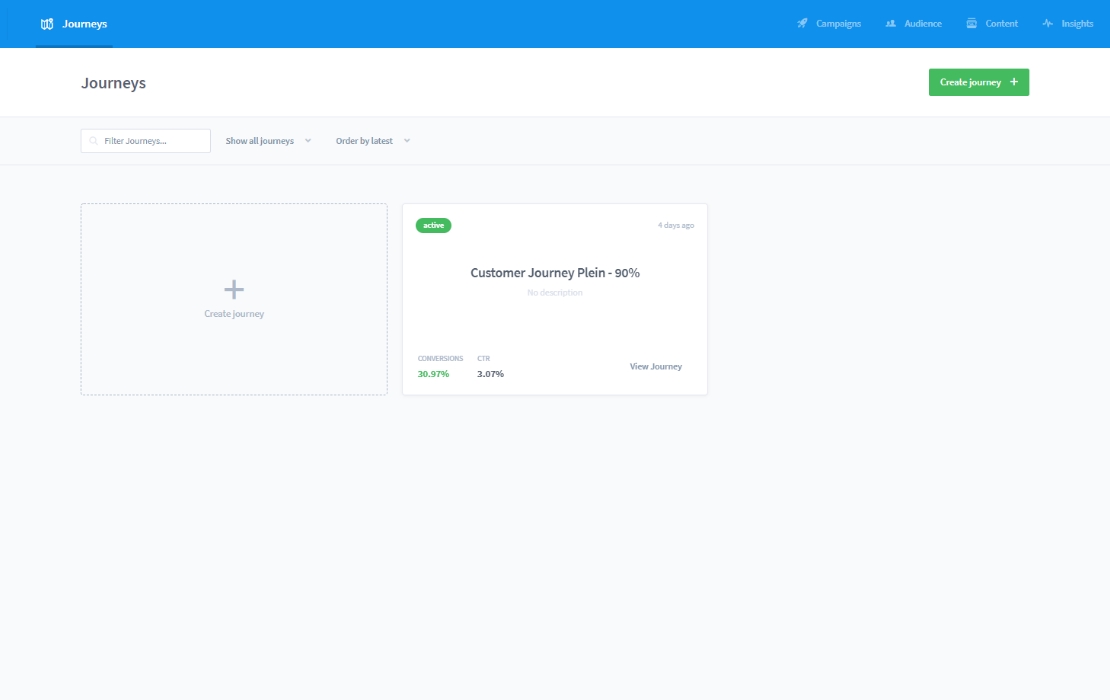 Journeys
Campaigns
Audience
Content
Insights
Journeys
Create journey
Filter Journeys...
Show all journeys
Order by latest
Create journey
active
4 days ago
Customer Journey Plein - 90%
No description
CONVERSIONS
CTR
30.97%
3.07%
View Journey